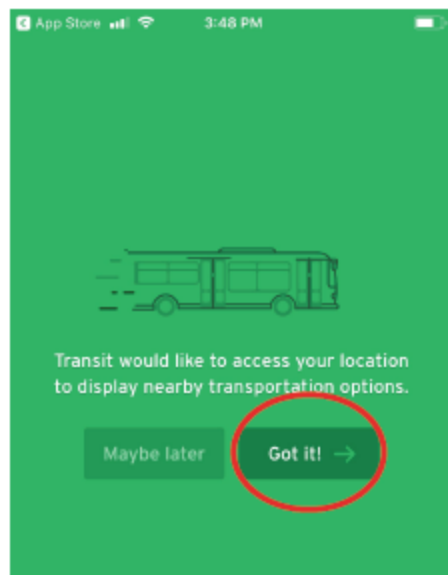 App Store 3:48 PM
Transit would like to access your location
to display nearby transportation options.
Maybe later Got it! →